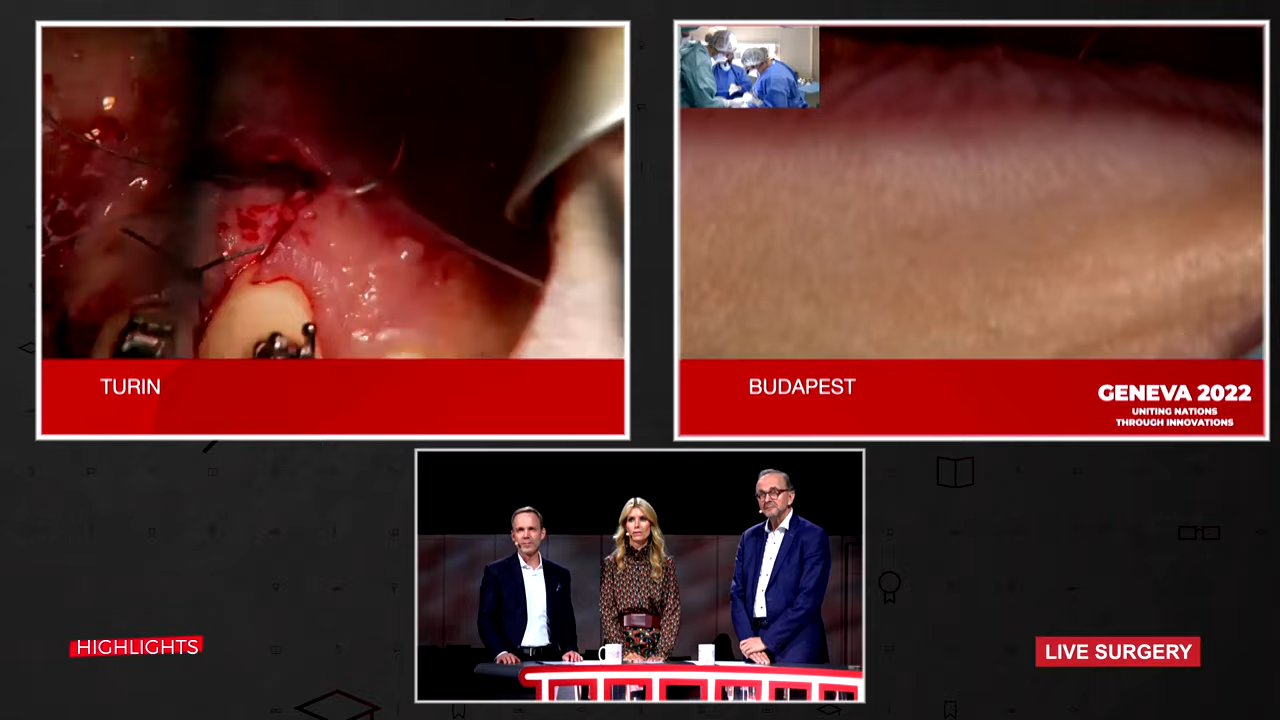 TURIN
BUDAPEST
GENEVA 2022
UNITING NATIONS
THROUGH INNOVATIONS
HIGHLIGHTS
LIVE SURGERY